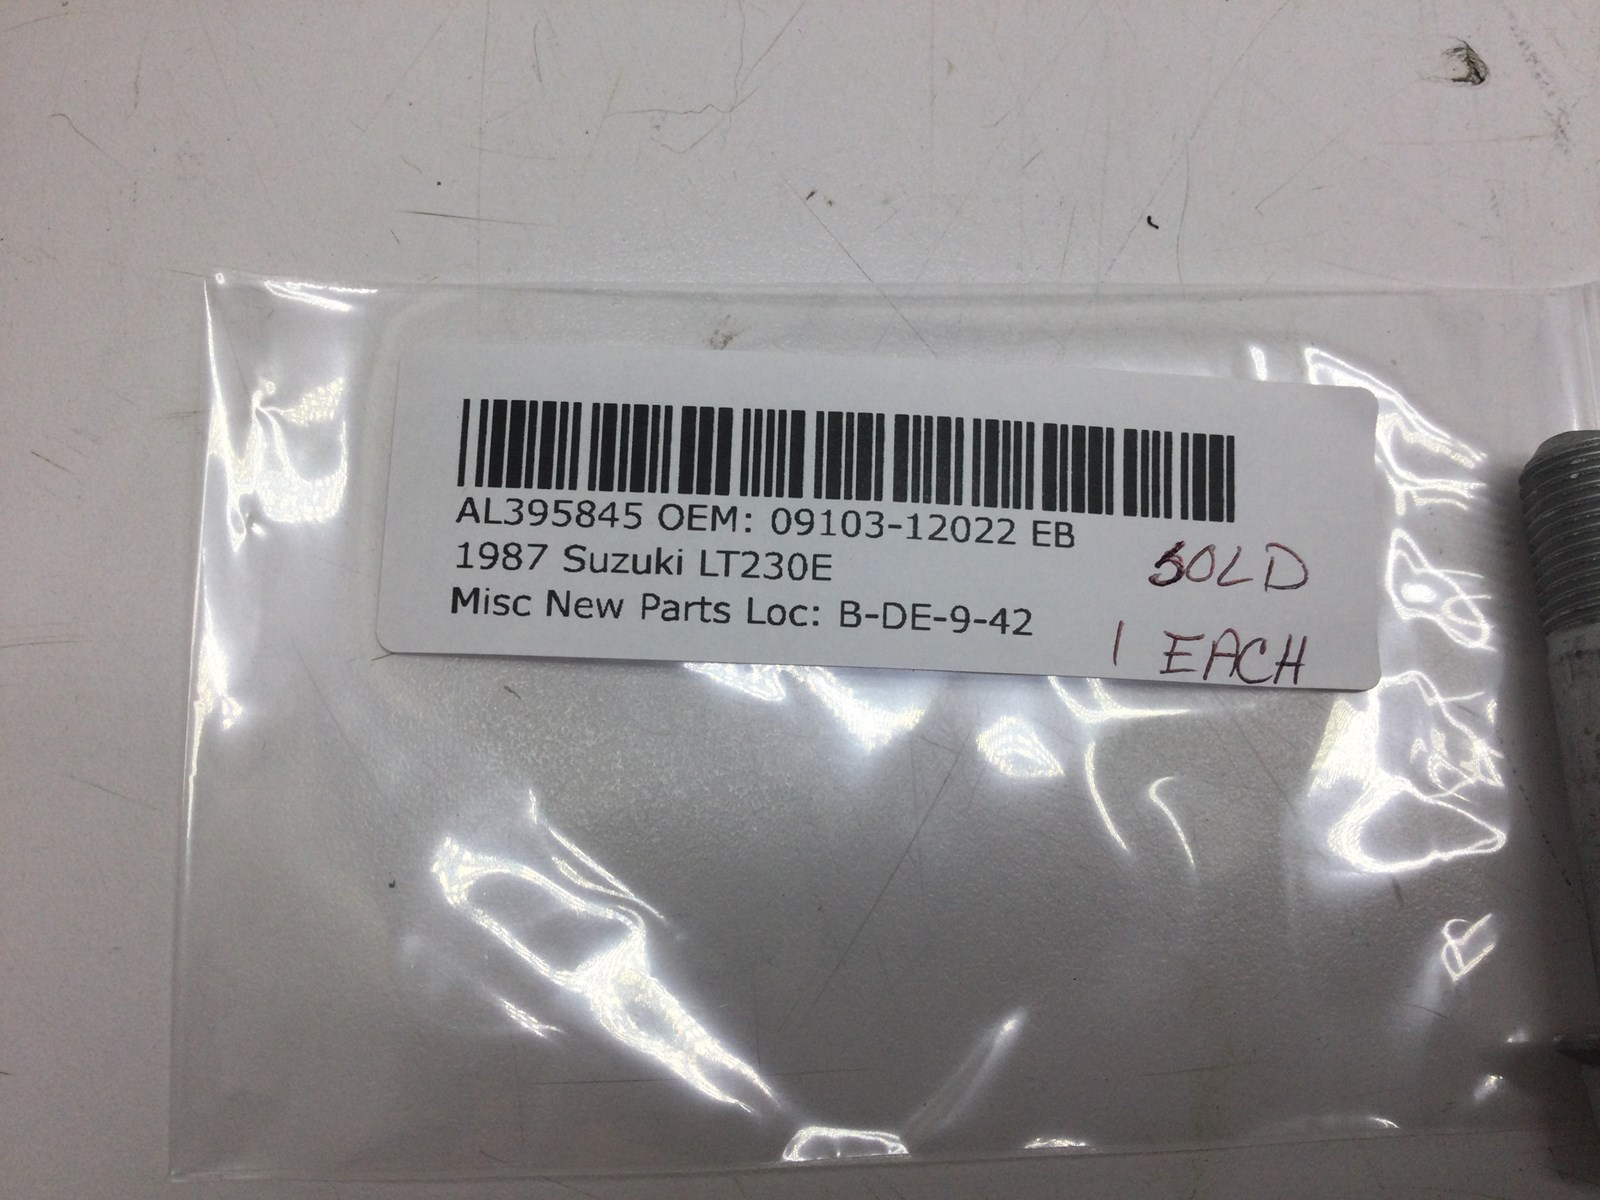 AL395845 OEM: 09103-12022 EB
1987 Suzuki LT230E
Misc New Parts Loc: B-DE-9-42
SOLD
1 EACH